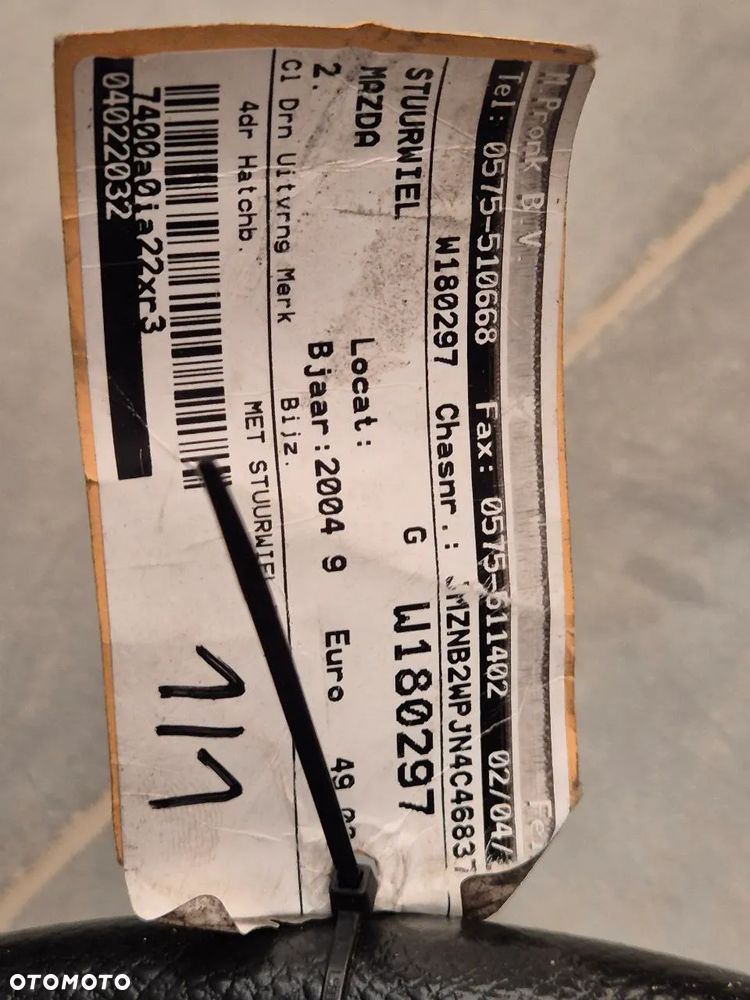 M.Pronk B.V.
Tel: 0575-510668 Fax: 0575-511402 02/04/
W180297 Chasnr.: JMZNB2WPJN4C4683
STUURWIEL G W180297
MAZDA Locat:
2. Bjaar:2004 9 Euro 49
Cl Drn Uitvrng Merk Bijz.
4dr Hatchb. MET STUURWIEL
7400a0ia22xr3
04022032
1/1
OTOMOTO